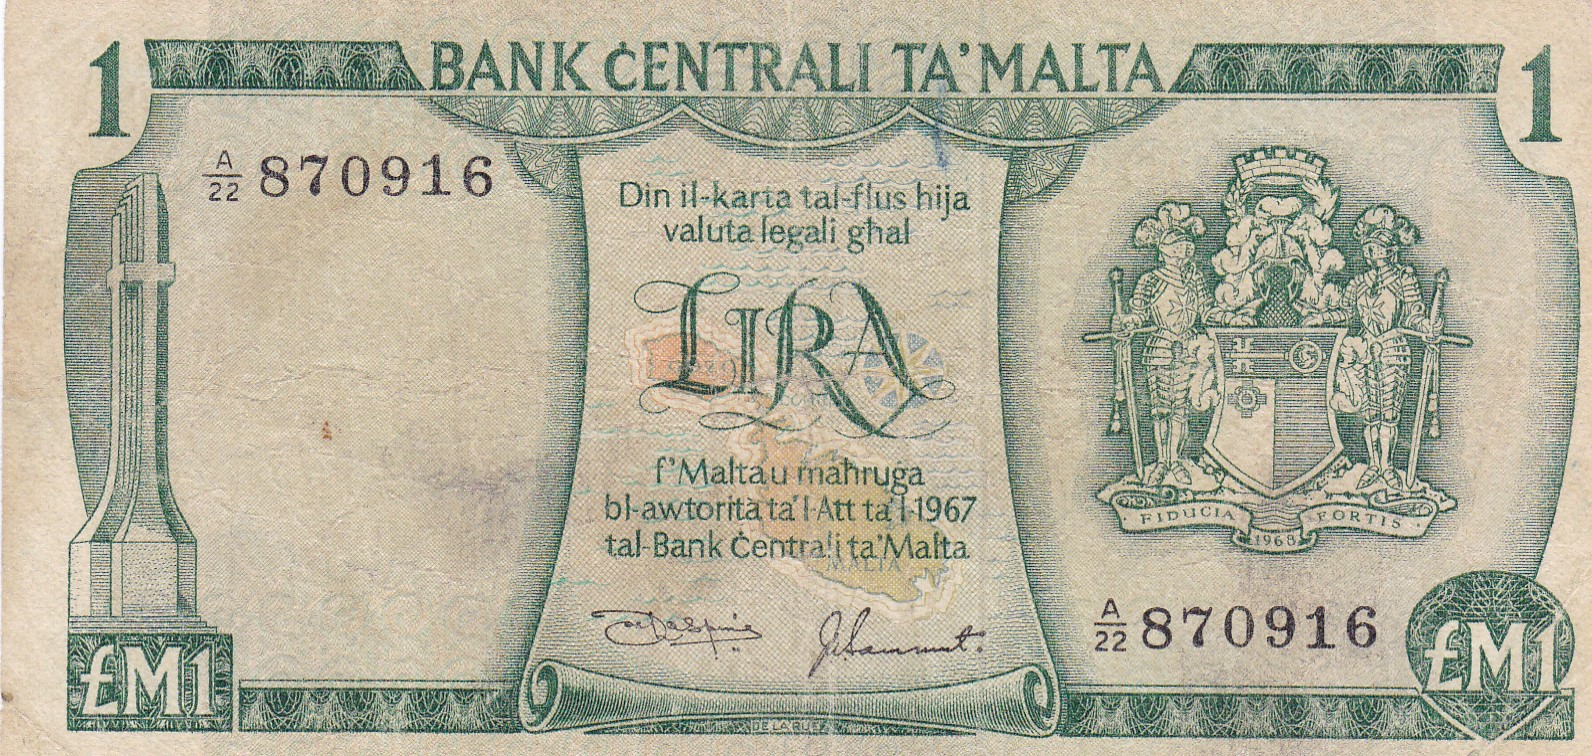 1 BANK ĊENTRALI TA' MALTA 1
A/22 870916
Din il-karta tal-flus hija
valuta legali għal
LIRA
f'Malta u maħruġa
bl-awtorità ta' l-Att ta' l-1967
tal-Bank Ċentrali ta' Malta
MALTA
FIDUCIA FORTIS
1968
A/22 870916
£M1
£M1
DE LA RUE